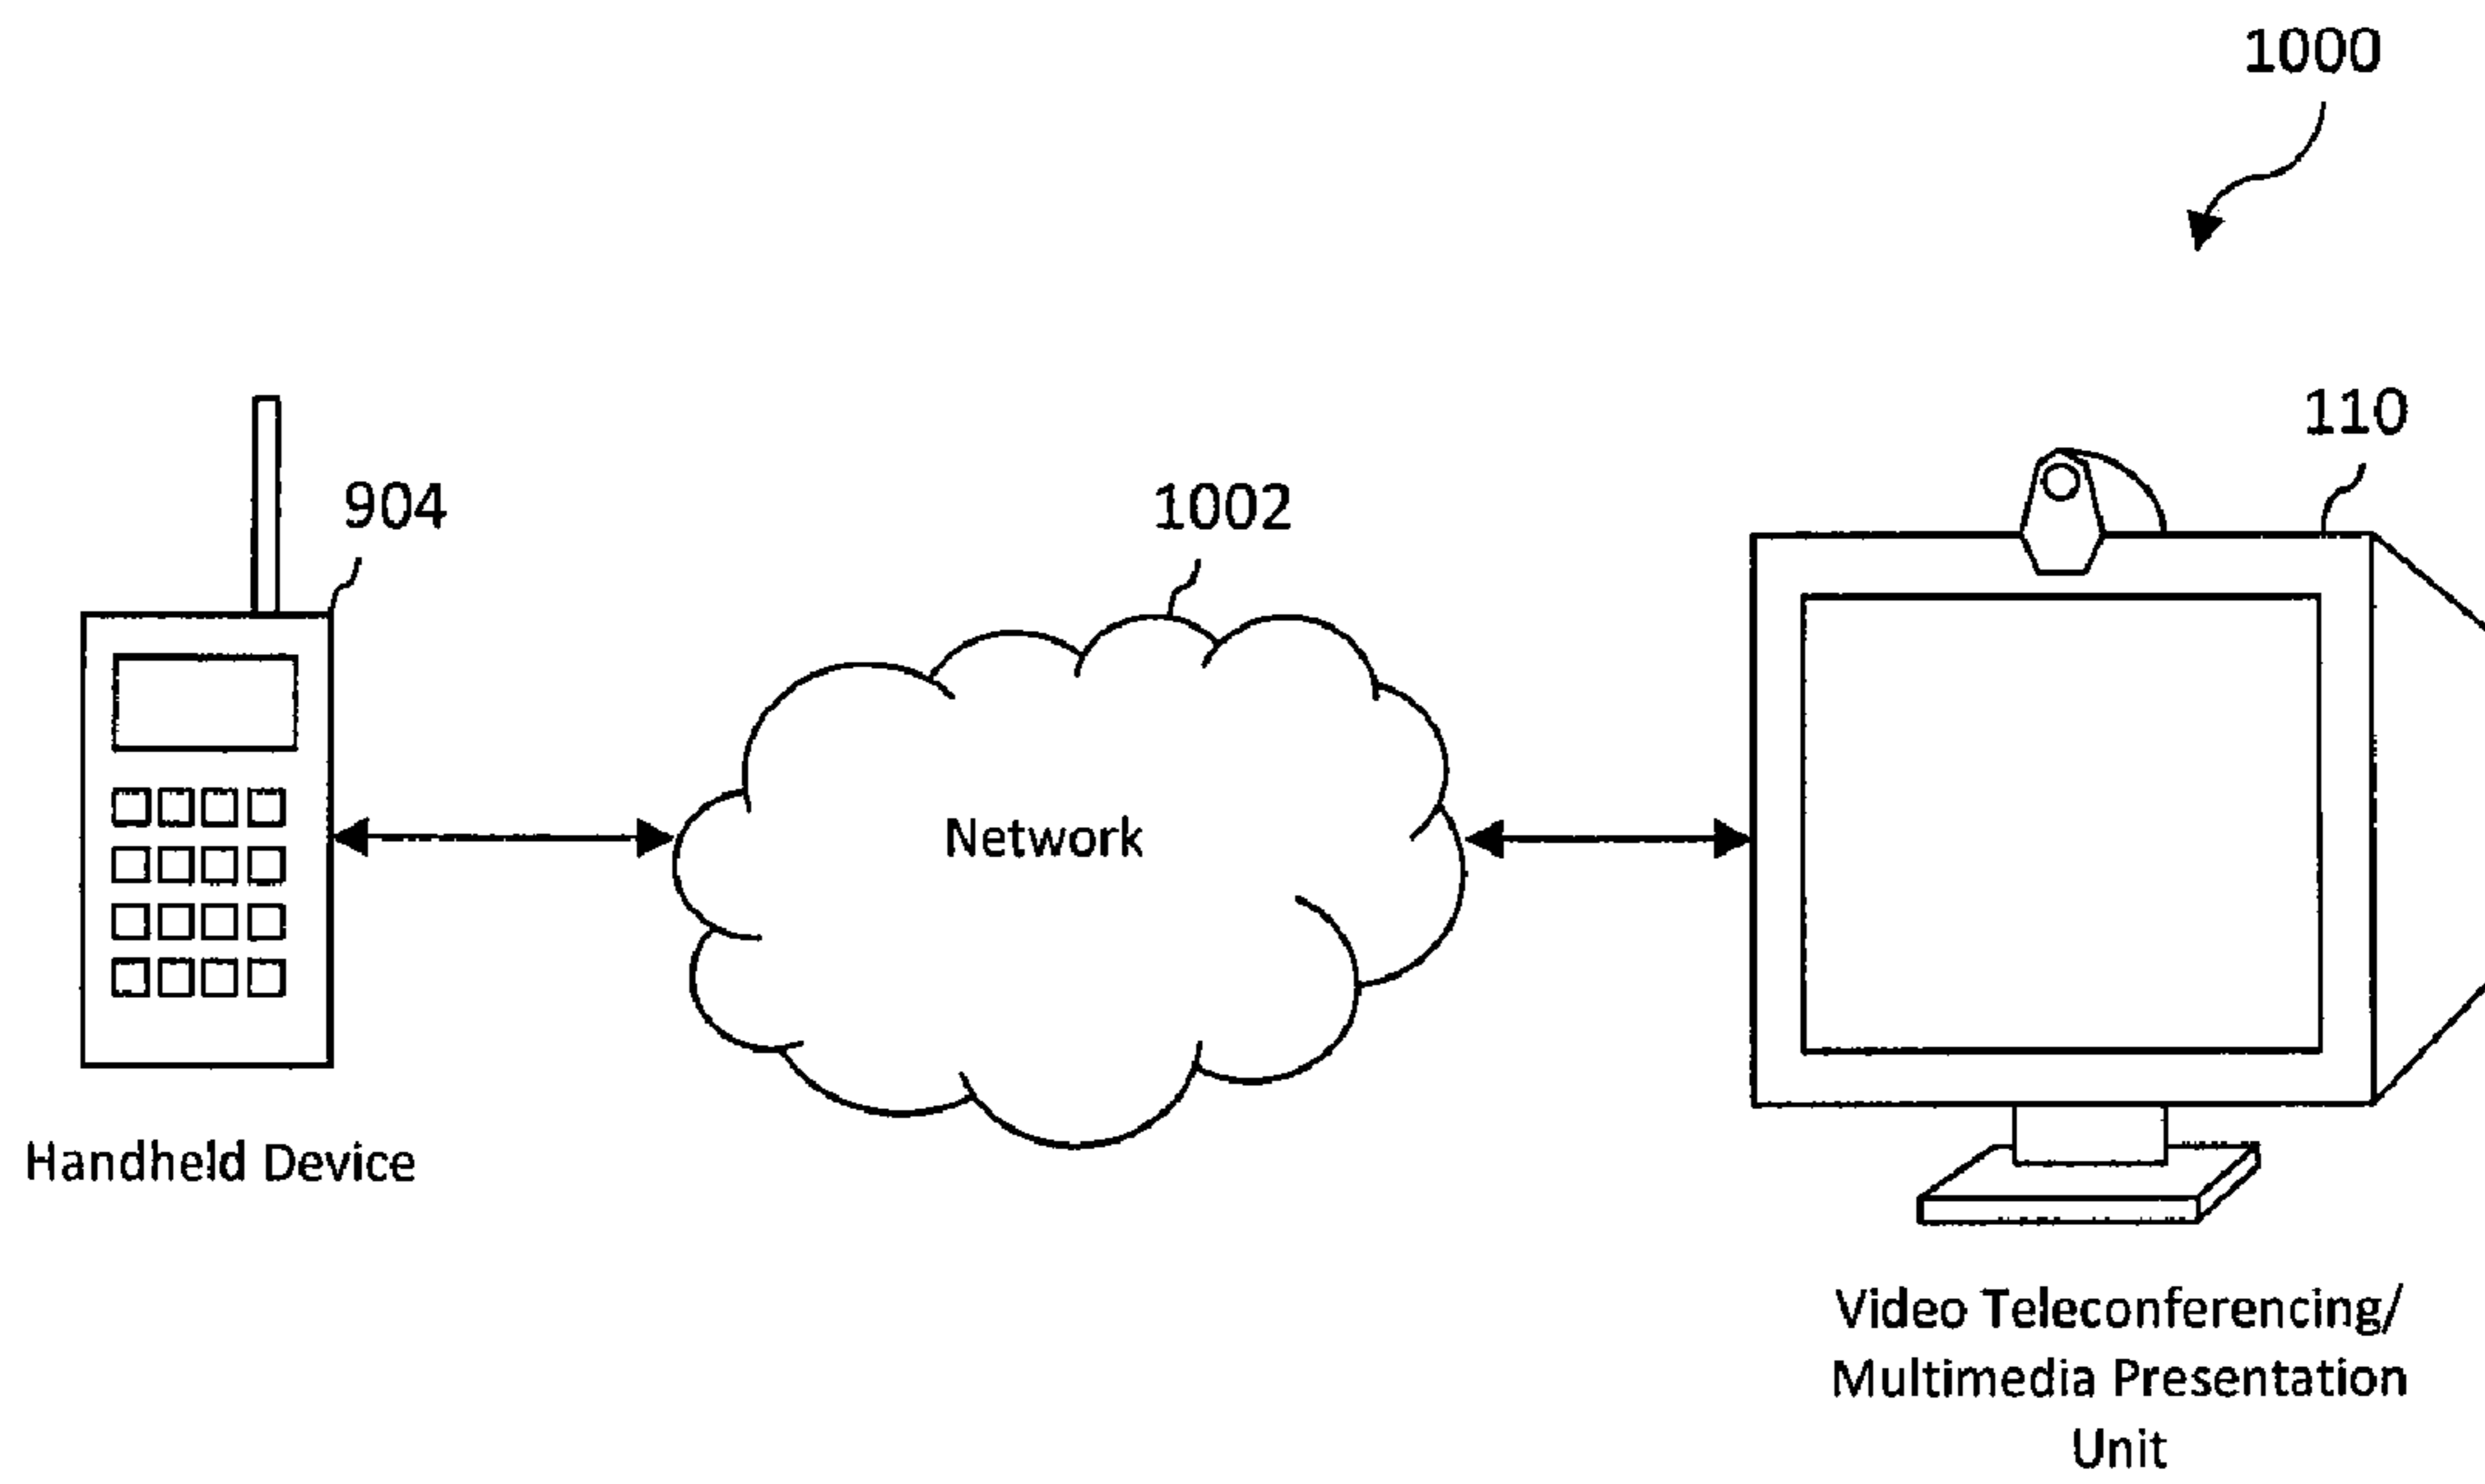 1000
110
904
1002
Network
Handheld Device
Video Teleconferencing/
Multimedia Presentation
Unit